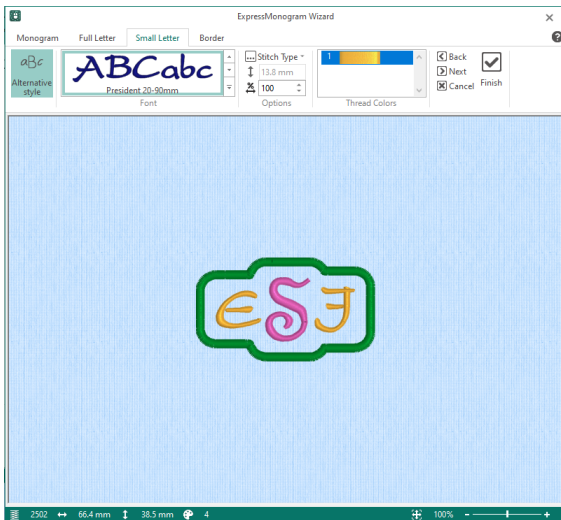 ExpressMonogram Wizard
Monogram Full Letter Small Letter Border
aBc
Alternative
style
ABCabc
President 20-90mm
Font
Stitch Type
13.8 mm
100
Options
1
Thread Colors
Back
Next
Cancel
Finish
ESJ
2502 66.4 mm 38.5 mm 4 100% - +